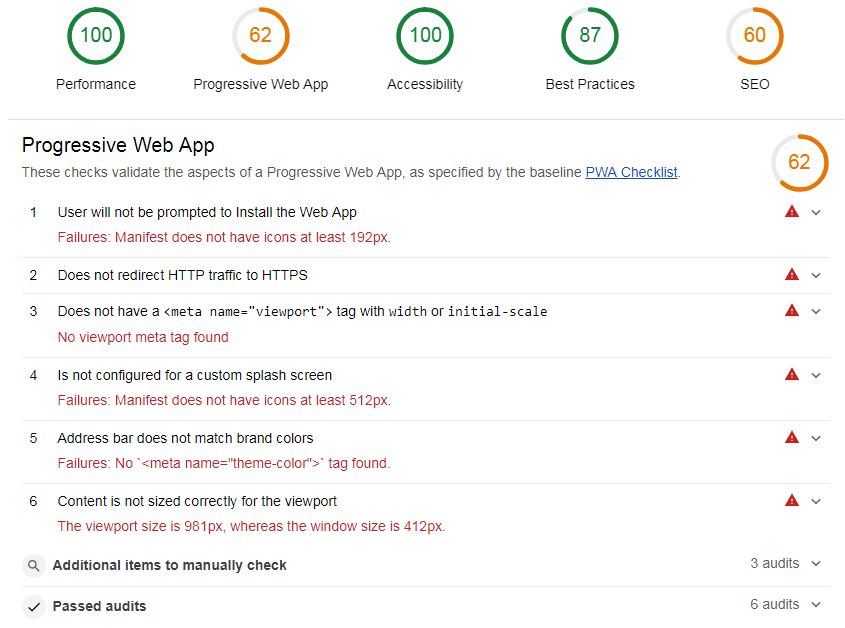 100 62 100 87 60
Performance Progressive Web App Accessibility Best Practices SEO
Progressive Web App
These checks validate the aspects of a Progressive Web App, as specified by the baseline PWA Checklist.
62
1 User will not be prompted to Install the Web App
Failures: Manifest does not have icons at least 192px.
2 Does not redirect HTTP traffic to HTTPS
3 Does not have a <meta name="viewport"> tag with width or initial-scale
No viewport meta tag found
4 Is not configured for a custom splash screen
Failures: Manifest does not have icons at least 512px.
5 Address bar does not match brand colors
Failures: No `<meta name="theme-color">` tag found.
6 Content is not sized correctly for the viewport
The viewport size is 981px, whereas the window size is 412px.
Additional items to manually check 3 audits
Passed audits 6 audits